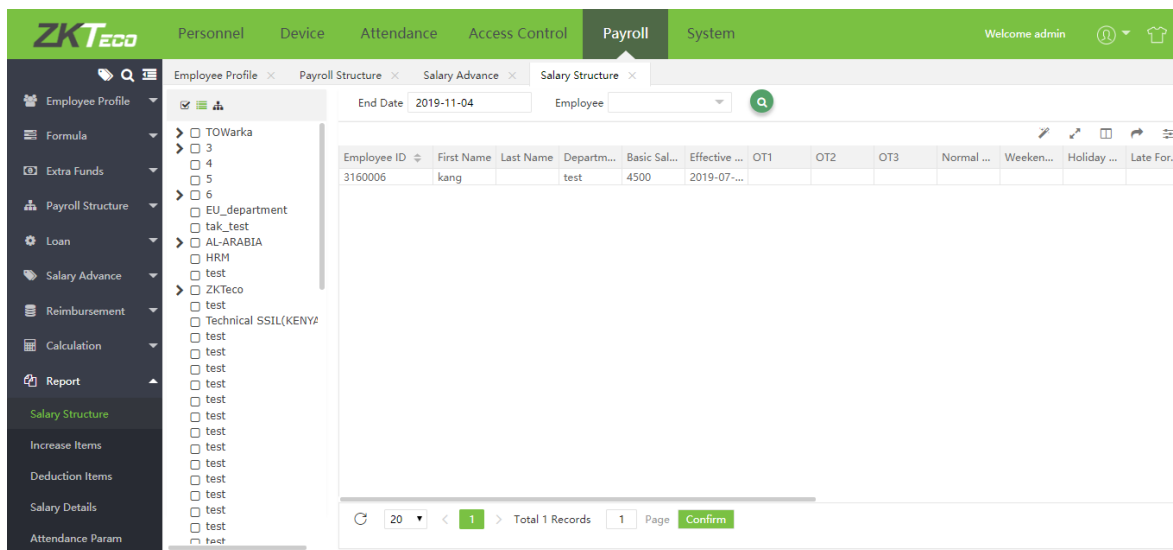 ZKTeco Personnel Device Attendance Access Control Payroll System Welcome admin
Employee Profile × Payroll Structure × Salary Advance × Salary Structure ×
Employee Profile
Formula
Extra Funds
Payroll Structure
Loan
Salary Advance
Reimbursement
Calculation
Report
Salary Structure
Increase Items
Deduction Items
Salary Details
Attendance Param
TOWarka
3
4
5
6
EU_department
tak_test
AL-ARABIA
HRM
test
ZKTeco
test
Technical SSIL(KENYA
test
test
test
test
test
test
test
test
test
test
test
test
test
test
End Date 2019-11-04 Employee
Employee ID First Name Last Name Departm... Basic Sal... Effective ... OT1 OT2 OT3 Normal ... Weeken... Holiday ... Late For.
3160006 kang test 4500 2019-07-...
20 < 1 > Total 1 Records 1 Page Confirm